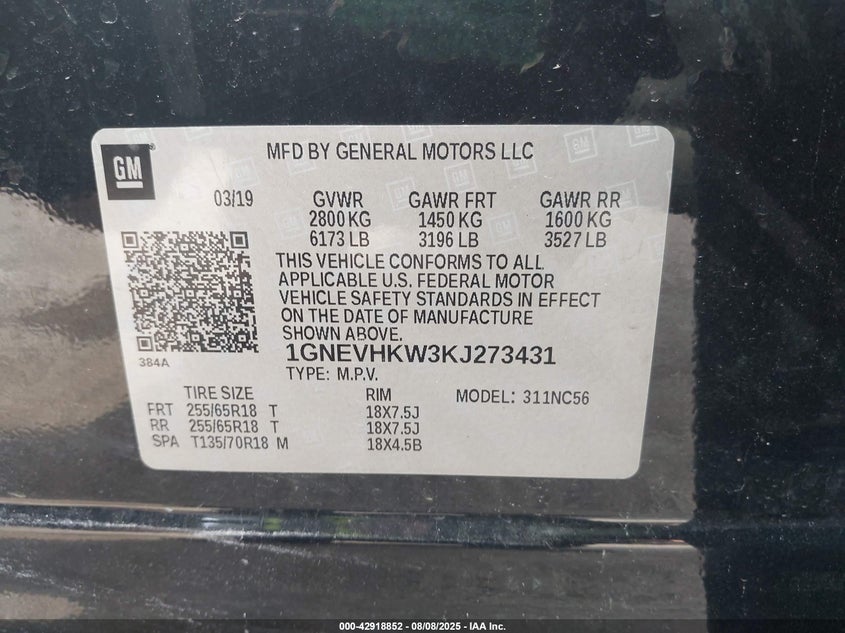 GM
MFD BY GENERAL MOTORS LLC
03/19
GVWR GAWR FRT GAWR RR
2800 KG 1450 KG 1600 KG
6173 LB 3196 LB 3527 LB
THIS VEHICLE CONFORMS TO ALL
APPLICABLE U.S. FEDERAL MOTOR
VEHICLE SAFETY STANDARDS IN EFFECT
ON THE DATE OF MANUFACTURE
SHOWN ABOVE.
384A
1GNEVHKW3KJ273431
TYPE: M.P.V.
TIRE SIZE RIM MODEL: 311NC56
FRT 255/65R18 T 18X7.5J
RR 255/65R18 T 18X7.5J
SPA T135/70R18 M 18X4.5B
000-42918852 - 08/08/2025 - IAA Inc.